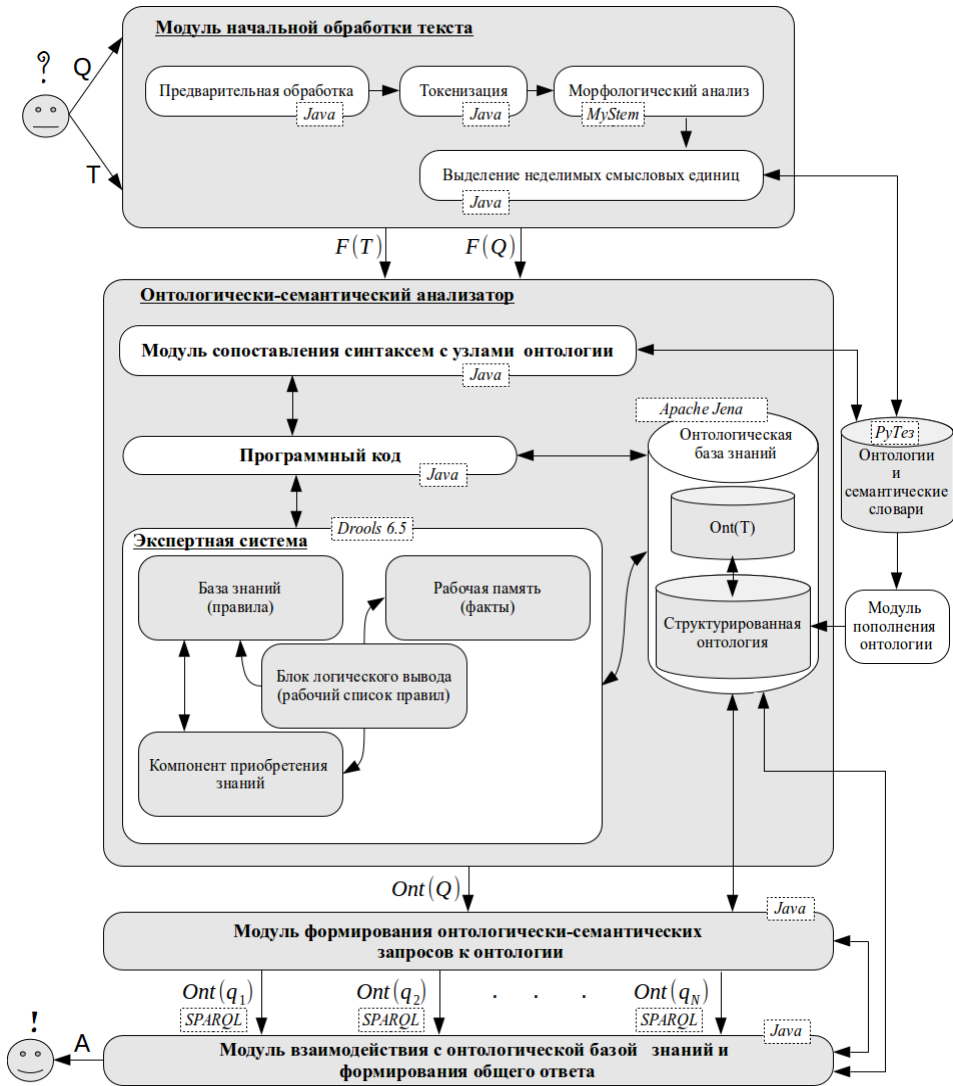 Модуль начальной обработки текста
?
Q
T
Предварительная обработка
Java
Токенизация
Java
Морфологический анализ
MyStem
Выделение неделимых смысловых единиц
Java
F(T)
F(Q)
Онтологически-семантический анализатор
Модуль сопоставления синтаксем с узлами онтологии
Java
Программный код
Java
Apache Jena
Онтологическая
база знаний
Ont(T)
Структурированная
онтология
РуТез
Онтологии
и
семантические
словари
Модуль
пополнения
онтологии
Drools 6.5
Экспертная система
База знаний
(правила)
Рабочая память
(факты)
Блок логического вывода
(рабочий список правил)
Компонент приобретения
знаний
Ont(Q)
Java
Модуль формирования онтологически-семантических
запросов к онтологии
Ont(q₁)
SPARQL
Ont(q₂)
SPARQL
. . .
Ont(q_N)
SPARQL
Java
Модуль взаимодействия с онтологической базой знаний и
формирования общего ответа
A
!